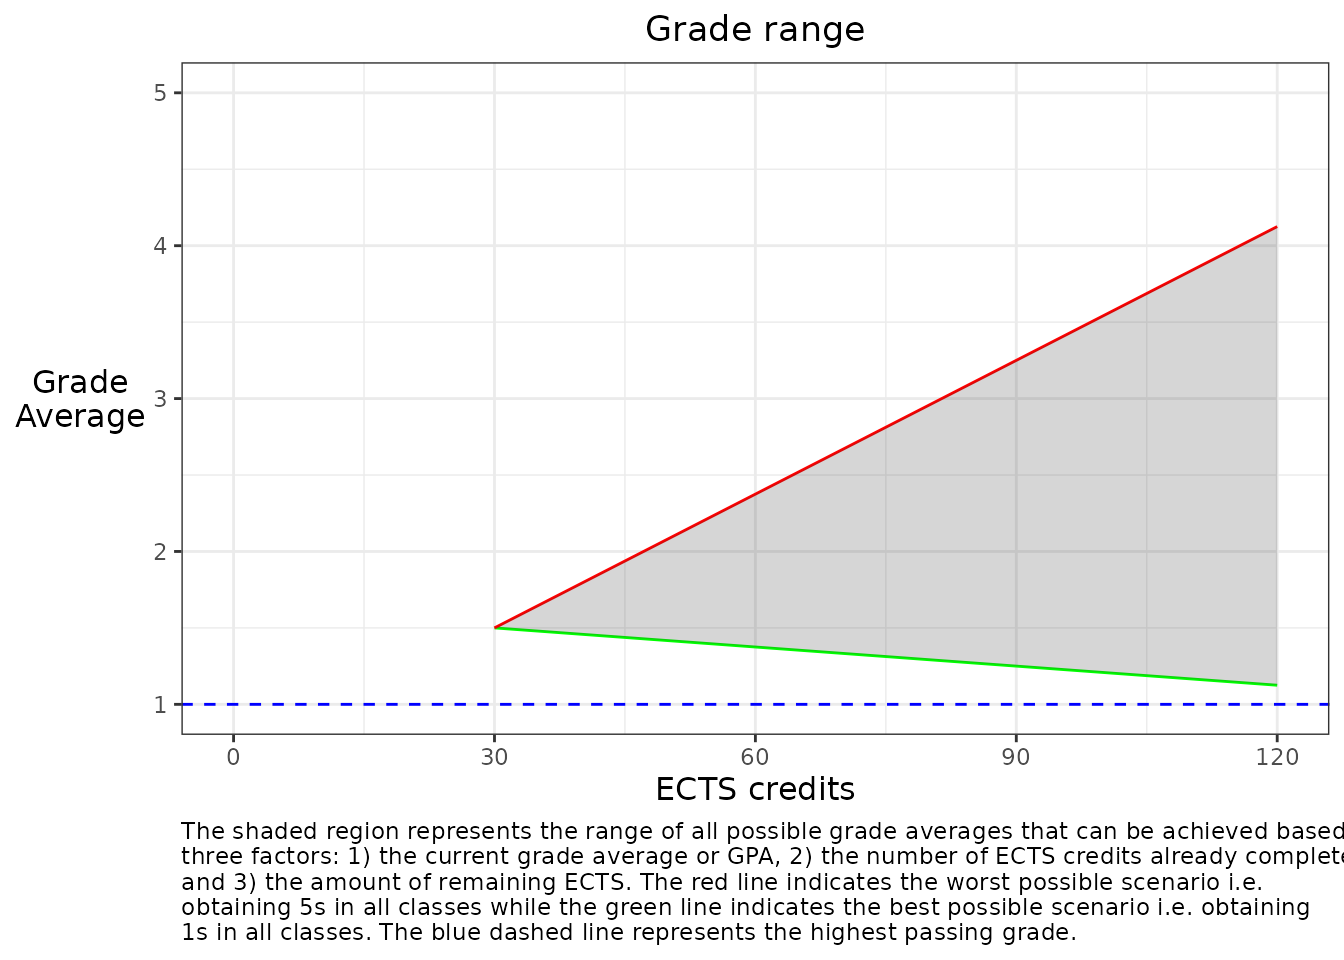 Grade range
5
4
3
2
1
Grade
Average
0 30 60 90 120
ECTS credits
The shaded region represents the range of all possible grade averages that can be achieved based
three factors: 1) the current grade average or GPA, 2) the number of ECTS credits already complete
and 3) the amount of remaining ECTS. The red line indicates the worst possible scenario i.e.
obtaining 5s in all classes while the green line indicates the best possible scenario i.e. obtaining
1s in all classes. The blue dashed line represents the highest passing grade.